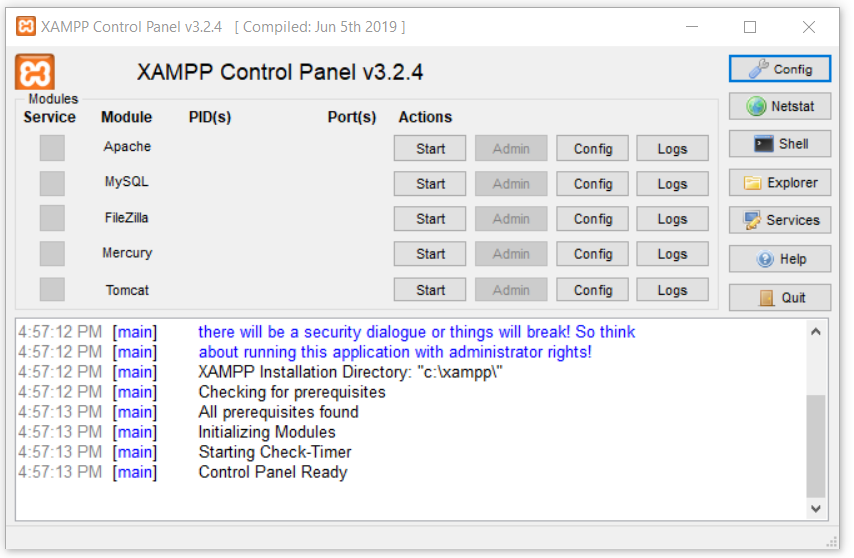 XAMPP Control Panel v3.2.4 [ Compiled: Jun 5th 2019 ]
XAMPP Control Panel v3.2.4
Config
Modules
Service Module PID(s) Port(s) Actions
Netstat
Apache Start Admin Config Logs
Shell
MySQL Start Admin Config Logs
Explorer
FileZilla Start Admin Config Logs
Services
Mercury Start Admin Config Logs
Help
Tomcat Start Admin Config Logs
Quit
4:57:12 PM [main] there will be a security dialogue or things will break! So think
4:57:12 PM [main] about running this application with administrator rights!
4:57:12 PM [main] XAMPP Installation Directory: "c:\xampp\"
4:57:12 PM [main] Checking for prerequisites
4:57:13 PM [main] All prerequisites found
4:57:13 PM [main] Initializing Modules
4:57:13 PM [main] Starting Check-Timer
4:57:13 PM [main] Control Panel Ready